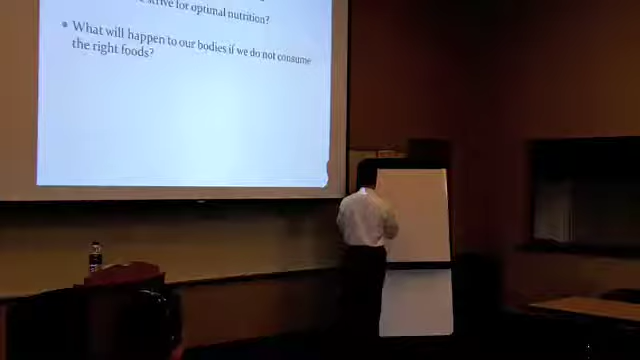 strive for optimal nutrition?
• What will happen to our bodies if we do not consume
the right foods?